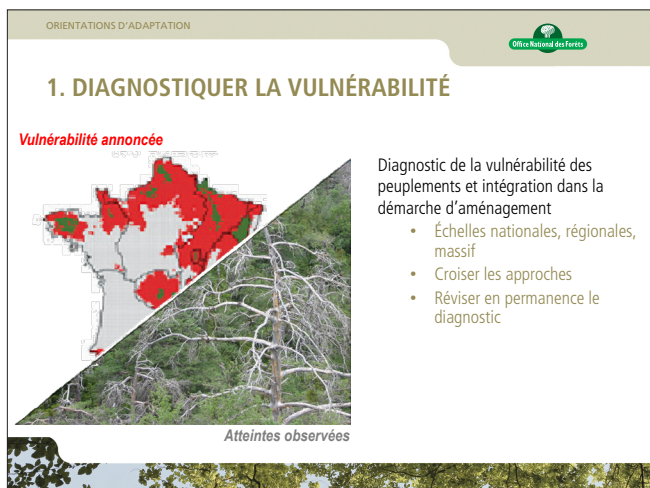 ORIENTATIONS D'ADAPTATION
Office National des Forêts
1. DIAGNOSTIQUER LA VULNÉRABILITÉ
Vulnérabilité annoncée
Diagnostic de la vulnérabilité des
peuplements et intégration dans la
démarche d'aménagement
• Échelles nationales, régionales,
massif
• Croiser les approches
• Réviser en permanence le
diagnostic
Atteintes observées